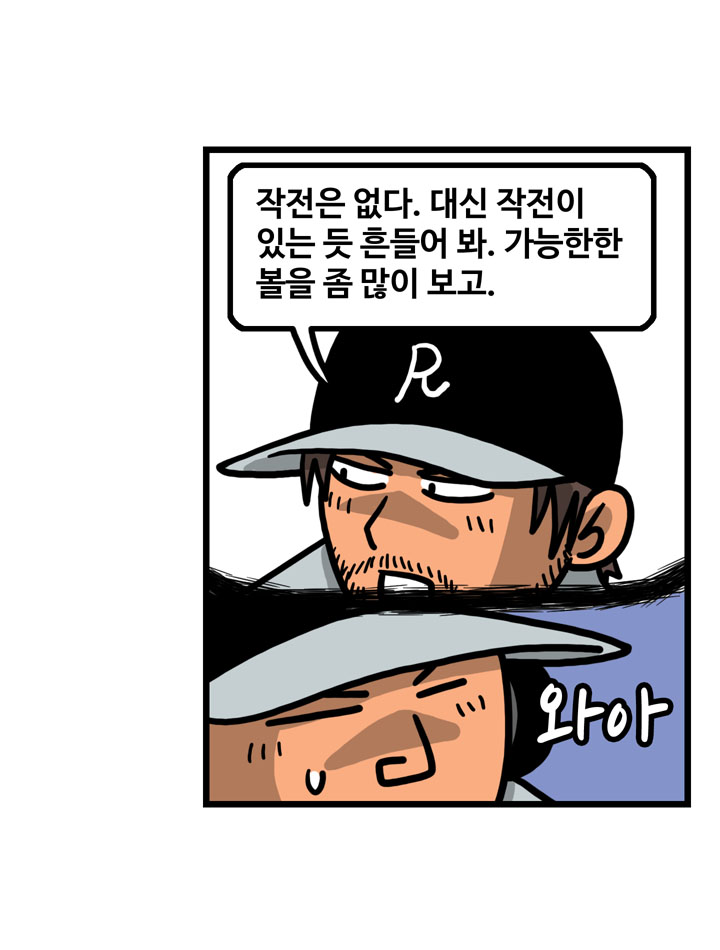 작전은 없다. 대신 작전이
있는 듯 흔들어 봐. 가능한한
볼을 좀 많이 보고.
R
와아